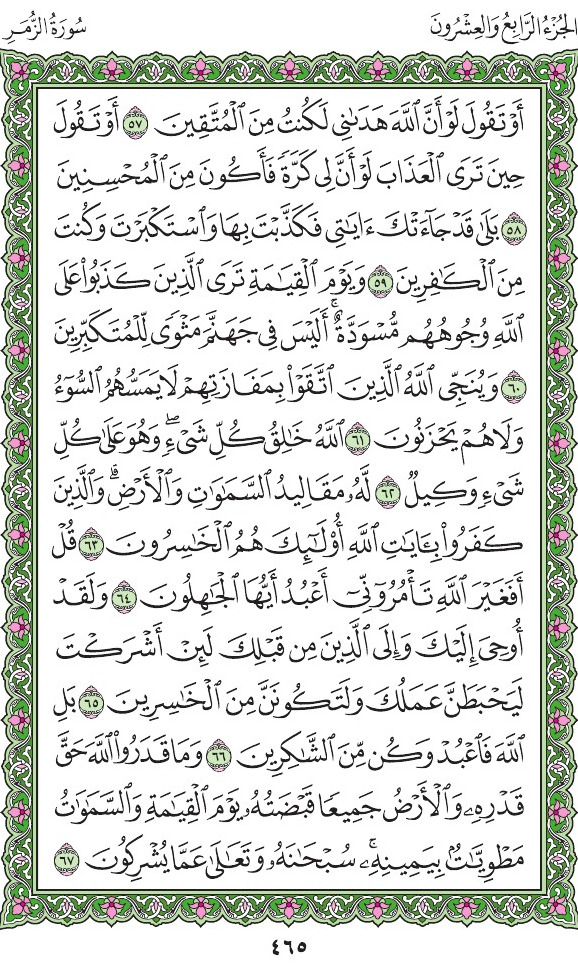 الجزء الرابع والعشرون
سورة الزمر
أَوْ تَقُولَ لَوْ أَنَّ ٱللَّهَ هَدَىٰنِى لَكُنتُ مِنَ ٱلْمُتَّقِينَ ٥٧ أَوْ تَقُولَ
حِينَ تَرَى ٱلْعَذَابَ لَوْ أَنَّ لِى كَرَّةً فَأَكُونَ مِنَ ٱلْمُحْسِنِينَ
٥٨ بَلَىٰ قَدْ جَآءَتْكَ ءَايَٰتِى فَكَذَّبْتَ بِهَا وَٱسْتَكْبَرْتَ وَكُنتَ
مِنَ ٱلْكَٰفِرِينَ ٥٩ وَيَوْمَ ٱلْقِيَٰمَةِ تَرَى ٱلَّذِينَ كَذَبُوا۟ عَلَى
ٱللَّهِ وُجُوهُهُم مُّسْوَدَّةٌ ۚ أَلَيْسَ فِى جَهَنَّمَ مَثْوًى لِّلْمُتَكَبِّرِينَ
٦٠ وَيُنَجِّى ٱللَّهُ ٱلَّذِينَ ٱتَّقَوْا۟ بِمَفَازَتِهِمْ لَا يَمَسُّهُمُ ٱلسُّوٓءُ
وَلَا هُمْ يَحْزَنُونَ ٦١ ٱللَّهُ خَٰلِقُ كُلِّ شَىْءٍ ۖ وَهُوَ عَلَىٰ كُلِّ
شَىْءٍ وَكِيلٌ ٦٢ لَّهُۥ مَقَالِيدُ ٱلسَّمَٰوَٰتِ وَٱلْأَرْضِ ۗ وَٱلَّذِينَ
كَفَرُوا۟ بِـَٔايَٰتِ ٱللَّهِ أُو۟لَٰٓئِكَ هُمُ ٱلْخَٰسِرُونَ ٦٣ قُلْ
أَفَغَيْرَ ٱللَّهِ تَأْمُرُوٓنِّىٓ أَعْبُدُ أَيُّهَا ٱلْجَٰهِلُونَ ٦٤ وَلَقَدْ
أُوحِىَ إِلَيْكَ وَإِلَى ٱلَّذِينَ مِن قَبْلِكَ لَئِنْ أَشْرَكْتَ
لَيَحْبَطَنَّ عَمَلُكَ وَلَتَكُونَنَّ مِنَ ٱلْخَٰسِرِينَ ٦٥ بَلِ
ٱللَّهَ فَٱعْبُدْ وَكُن مِّنَ ٱلشَّٰكِرِينَ ٦٦ وَمَا قَدَرُوا۟ ٱللَّهَ حَقَّ
قَدْرِهِۦ وَٱلْأَرْضُ جَمِيعًا قَبْضَتُهُۥ يَوْمَ ٱلْقِيَٰمَةِ وَٱلسَّمَٰوَٰتُ
مَطْوِيَّٰتٌۢ بِيَمِينِهِۦ ۚ سُبْحَٰنَهُۥ وَتَعَٰلَىٰ عَمَّا يُشْرِكُونَ ٦٧
٤٦٥